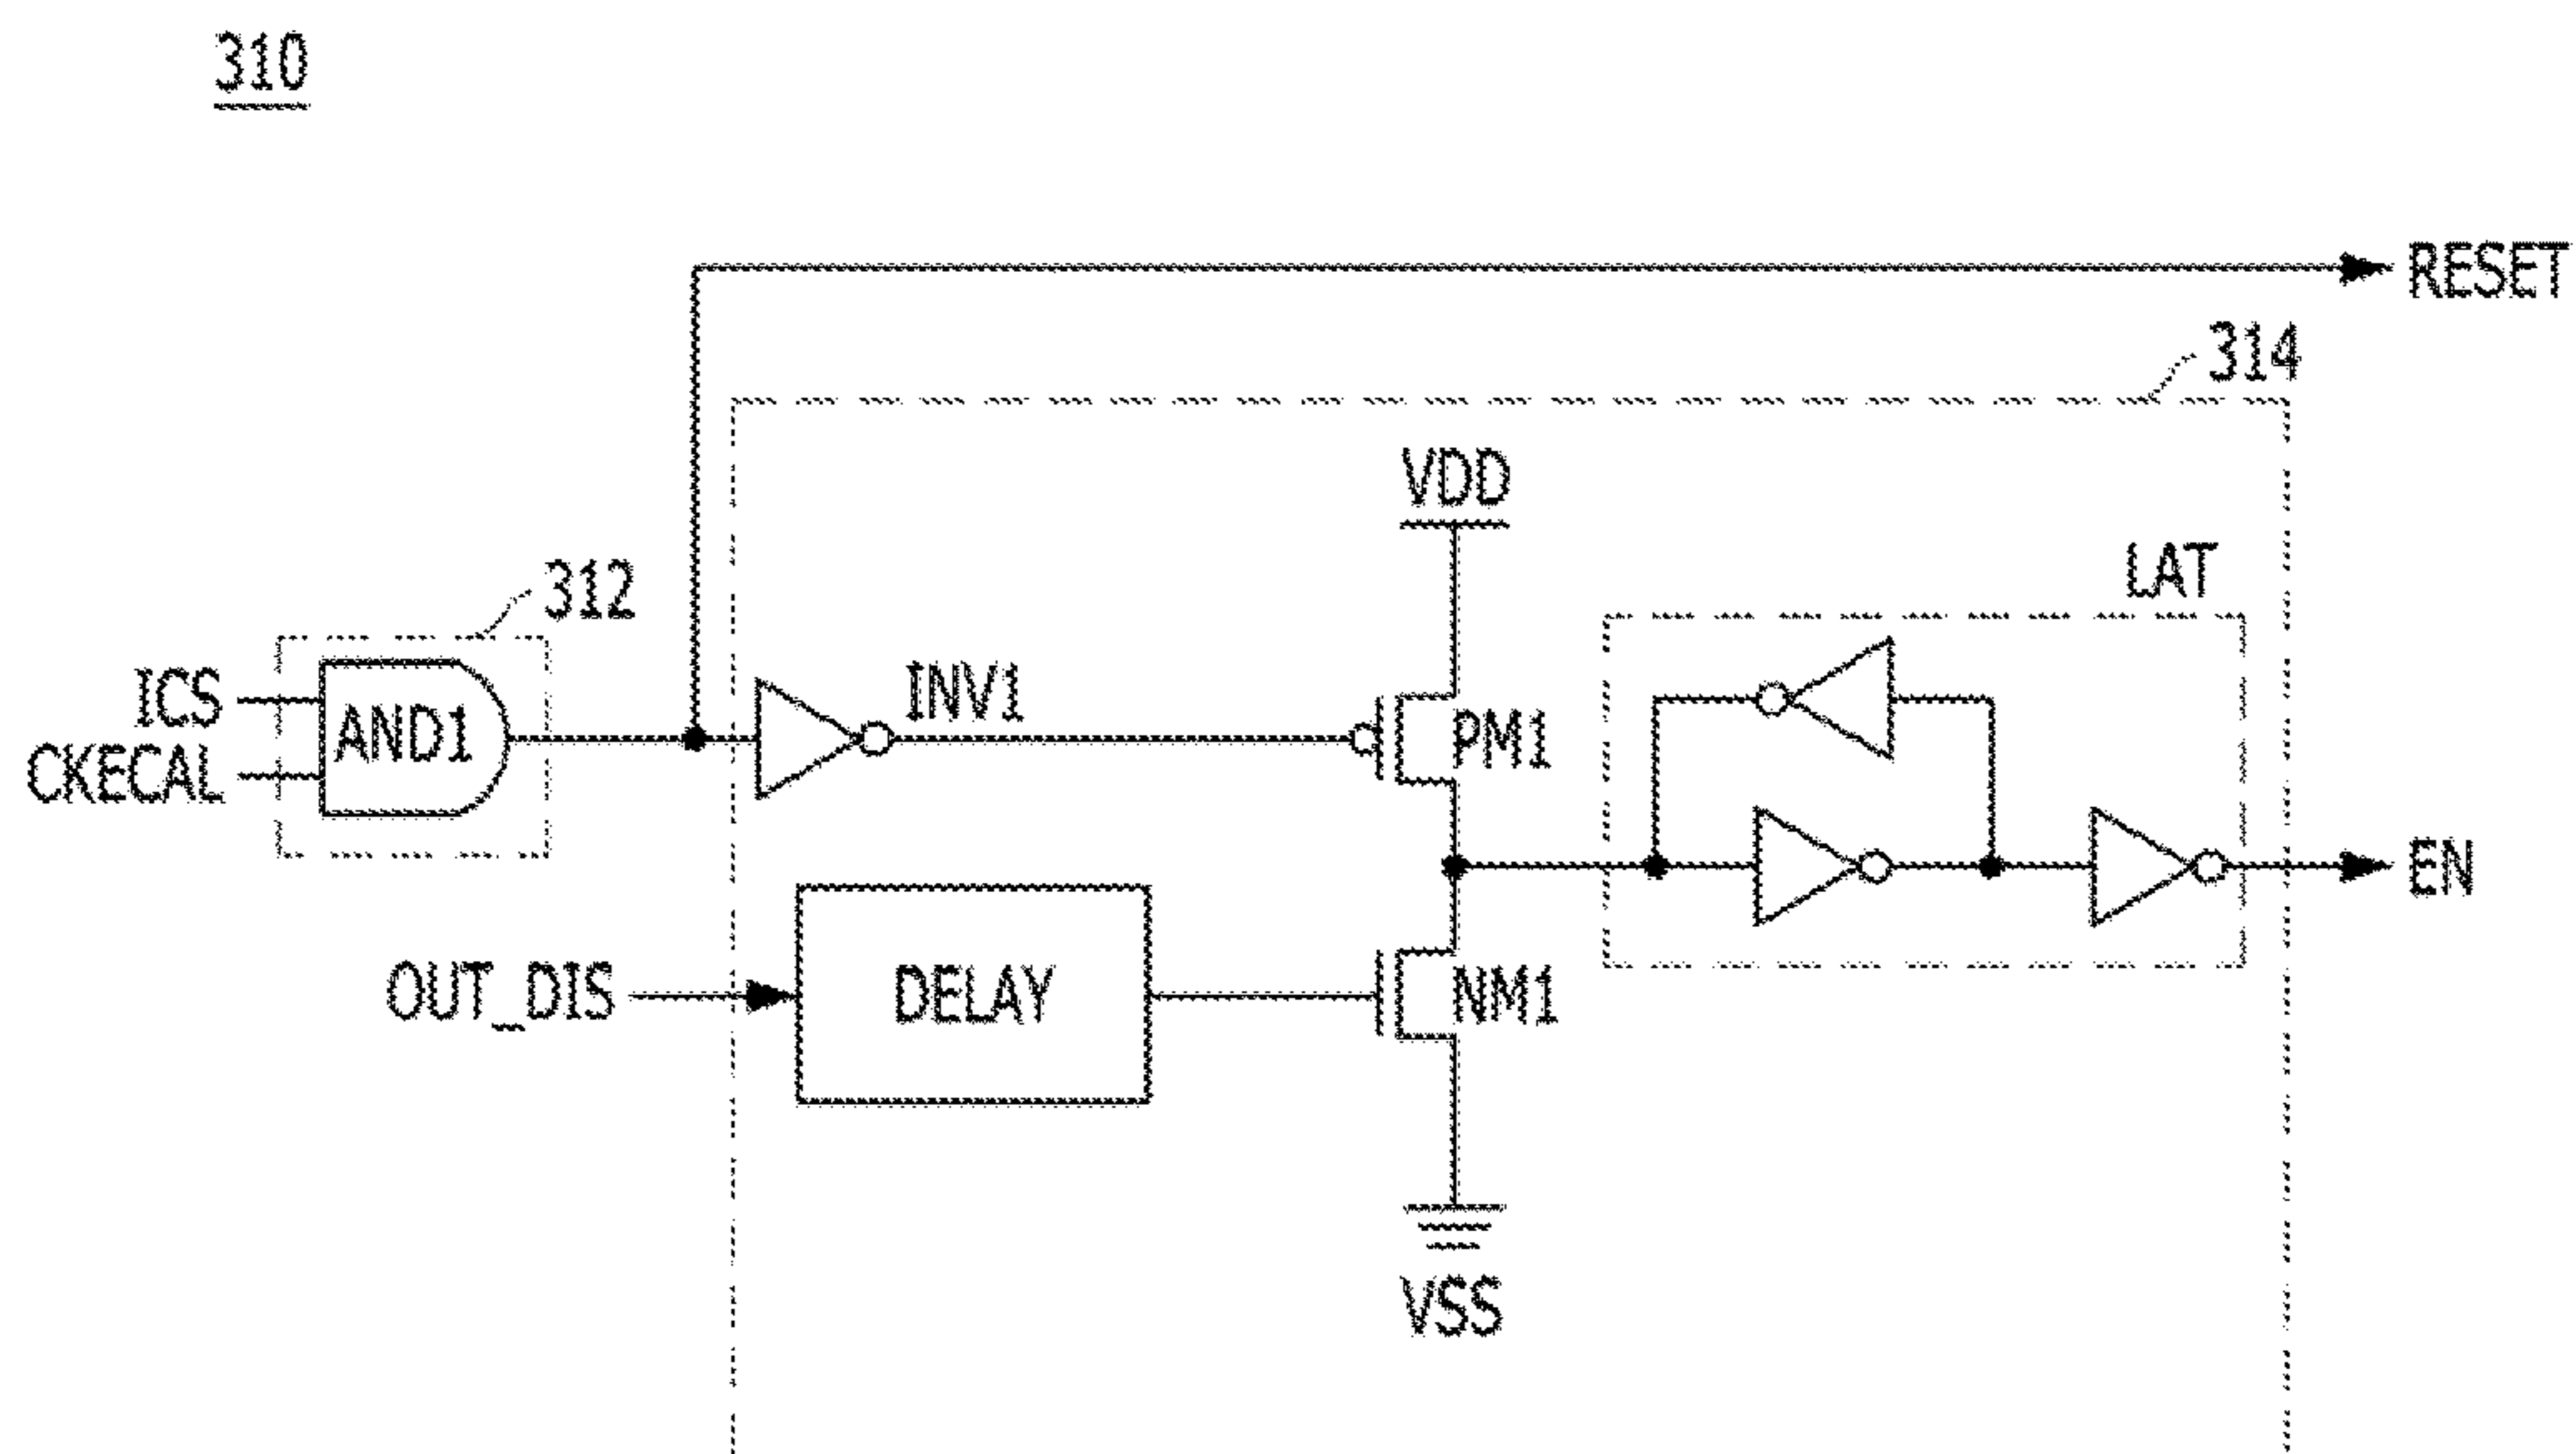 310
RESET
314
VDD
LAT
312
ICS
INV1
AND1
PM1
CKECAL
EN
OUT_DIS
DELAY
NM1
VSS